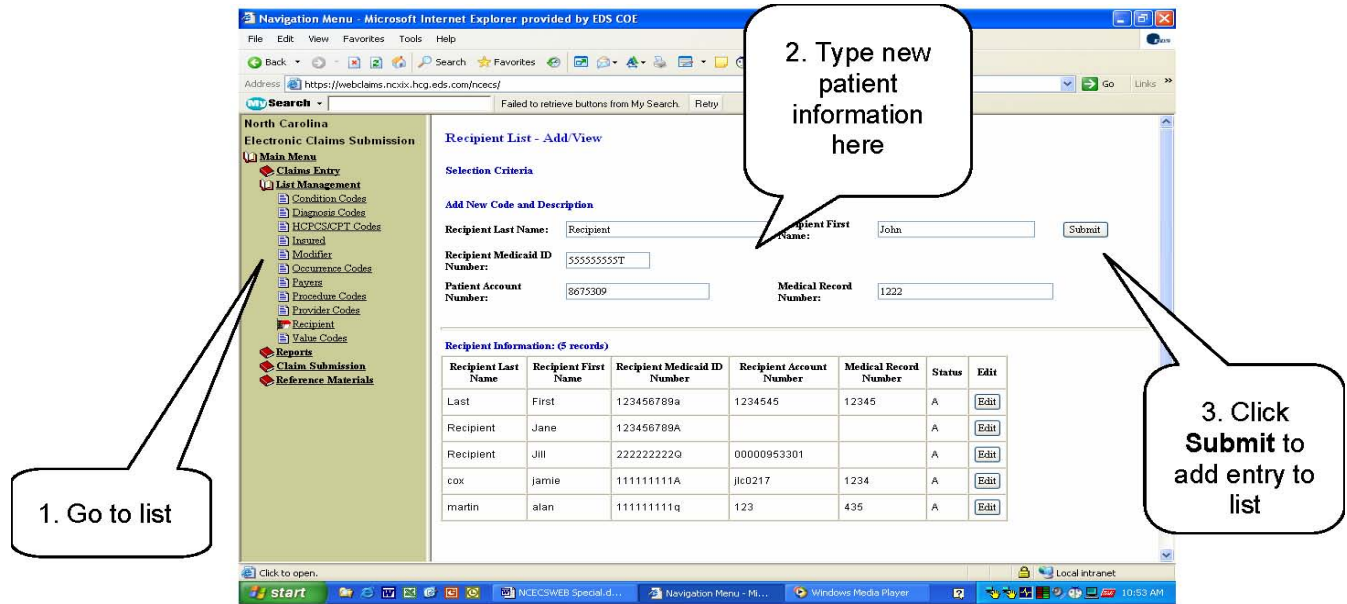 Navigation Menu - Microsoft Internet Explorer provided by EDS COE
File Edit View Favorites Tools Help
Back Search Favorites
Address https://webclaims.ncxix.hcg.eds.com/ncecs/ Go Links »
My Search Failed to retrieve buttons from My Search. Retry
North Carolina
Electronic Claims Submission
Main Menu
Claims Entry
List Management
Condition Codes
Diagnosis Codes
HCPCS/CPT Codes
Insured
Modifier
Occurrence Codes
Payers
Procedure Codes
Provider Codes
Recipient
Value Codes
Reports
Claim Submission
Reference Materials
1. Go to list
2. Type new
patient
information
here
Recipient List - Add/View
Selection Criteria
Add New Code and Description
Recipient Last Name: Recipient
First
Name: John
Submit
Recipient Medicaid ID
Number: 555555555T
Patient Account
Number: 8675309
Medical Record
Number: 1222
3. Click
Submit to
add entry to
list
Recipient Information: (5 records)
Recipient Last Name Recipient First Name Recipient Medicaid ID Number Recipient Account Number Medical Record Number Status Edit
Last First 123456789a 1234545 12345 A Edit
Recipient Jane 123456789A A Edit
Recipient Jill 222222222Q 00000953301 A Edit
cox jamie 111111111A jlc0217 1234 A Edit
martin alan 111111111q 123 435 A Edit
Click to open. Local intranet
start NCECSWEB Special.d... Navigation Menu - Mi... Windows Media Player 10:53 AM